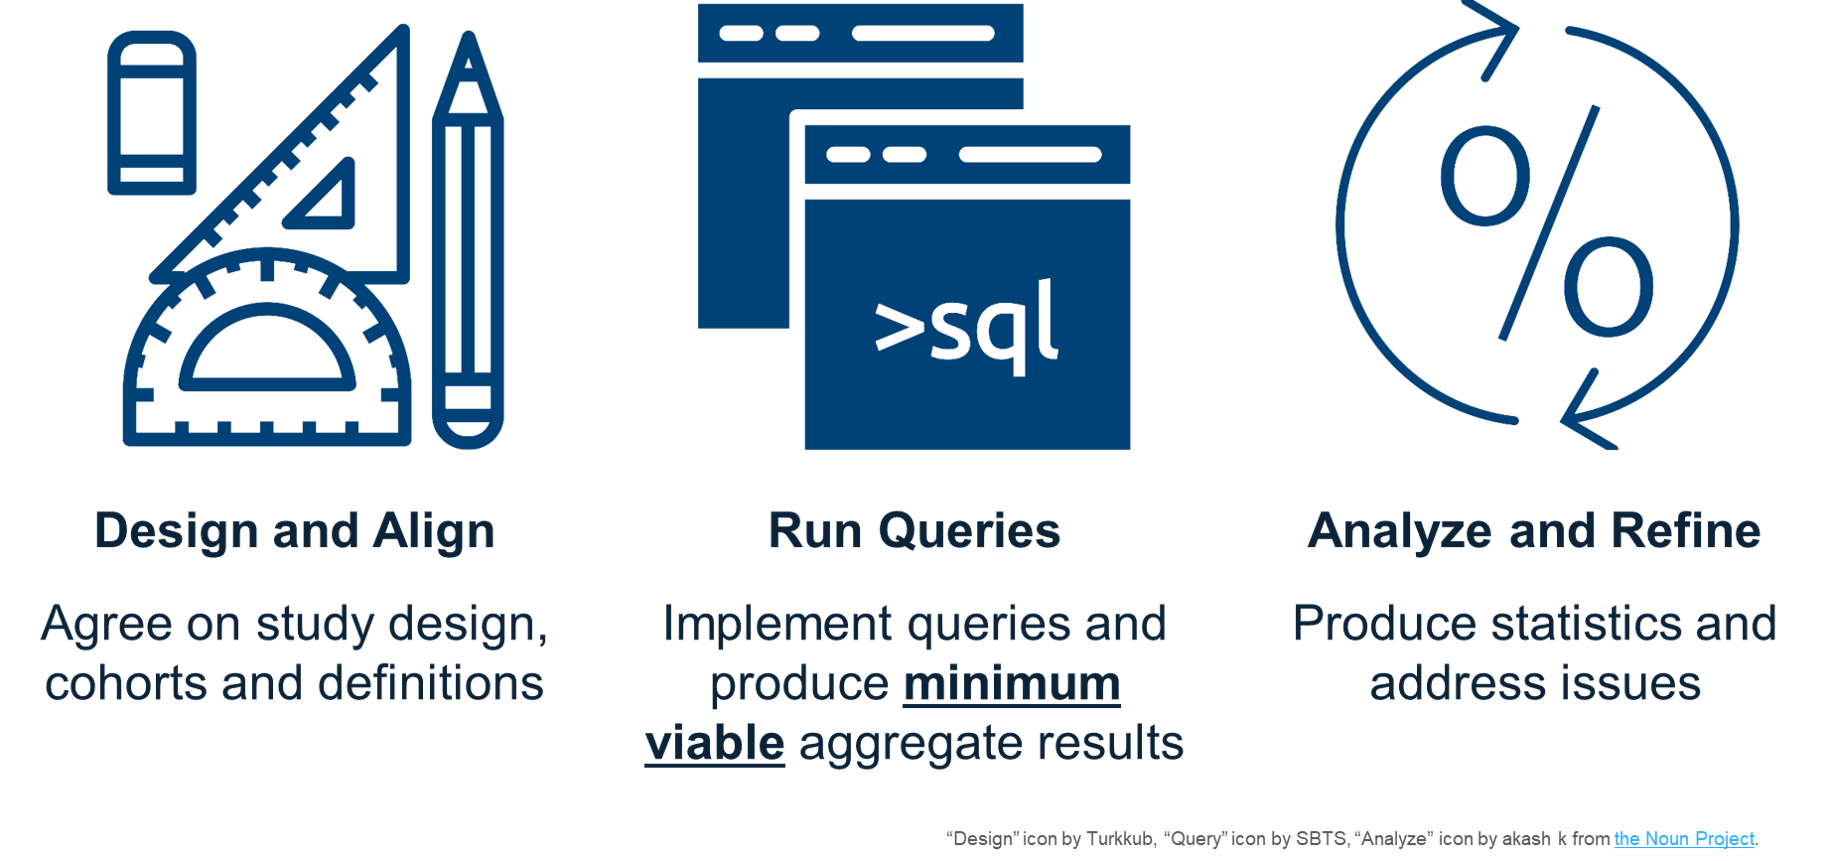 >sql
Design and Align
Agree on study design,
cohorts and definitions
Run Queries
Implement queries and
produce minimum
viable aggregate results
Analyze and Refine
Produce statistics and
address issues
“Design” icon by Turkkub, “Query” icon by SBTS, “Analyze” icon by akash k from the Noun Project.